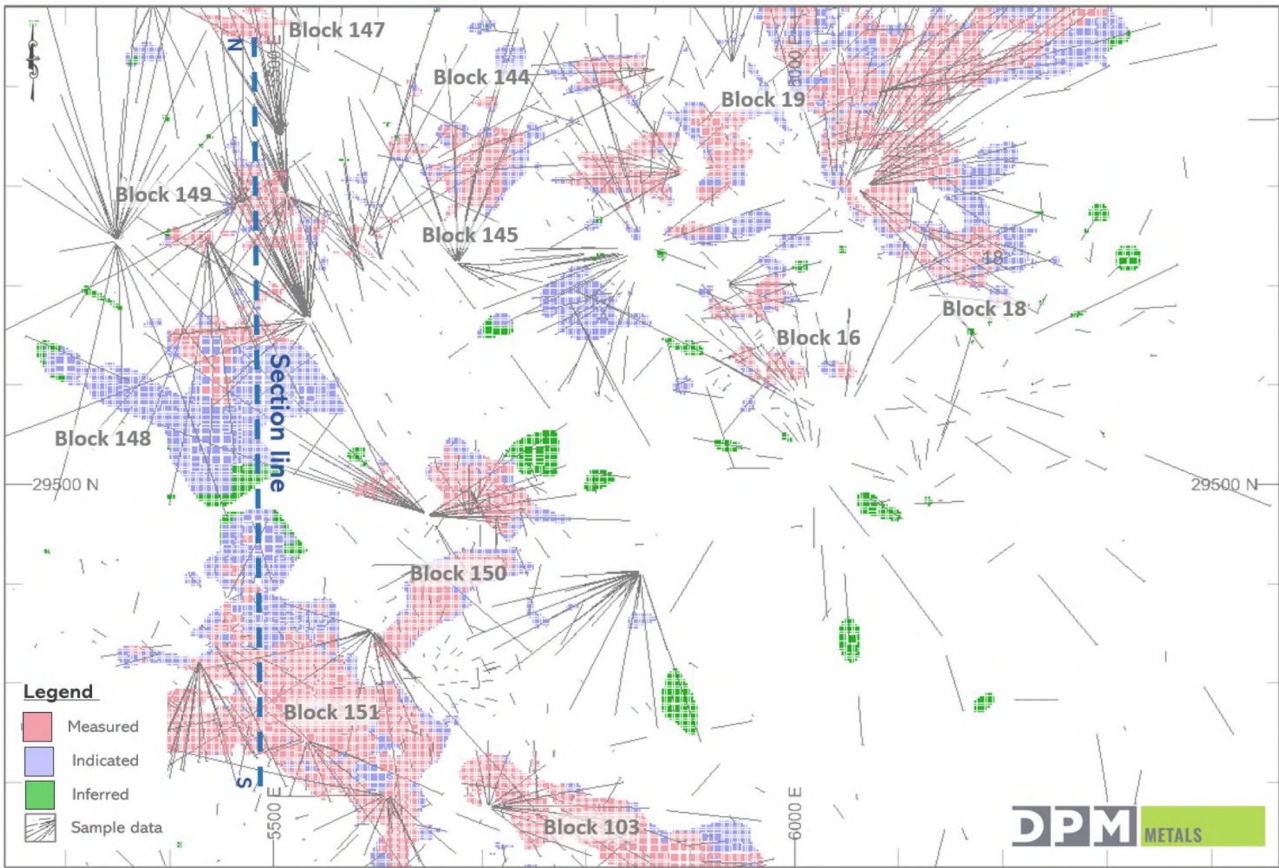 Block 147
N
Block 144
Block 19
Block 149
Block 145
18
Block 18
Block 16
Section line
Block 148
29500 N
29500 N
Block 150
Legend
Measured
Indicated
Inferred
Sample data
Block 151
S
5500 E
6000 E
Block 103
DPM METALS